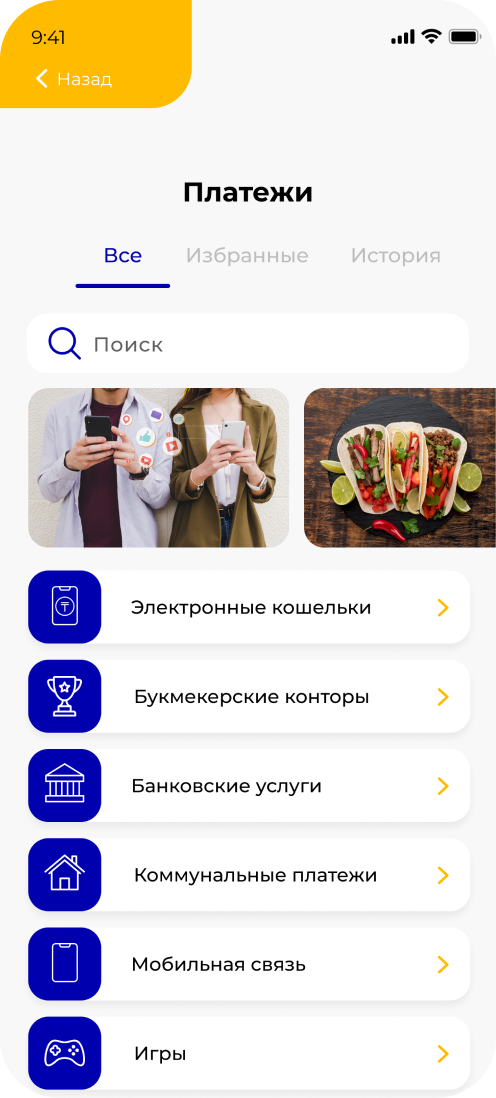 9:41
Назад
Платежи
Все Избранные История
Поиск
Электронные кошельки
Букмекерские конторы
Банковские услуги
Коммунальные платежи
Мобильная связь
Игры